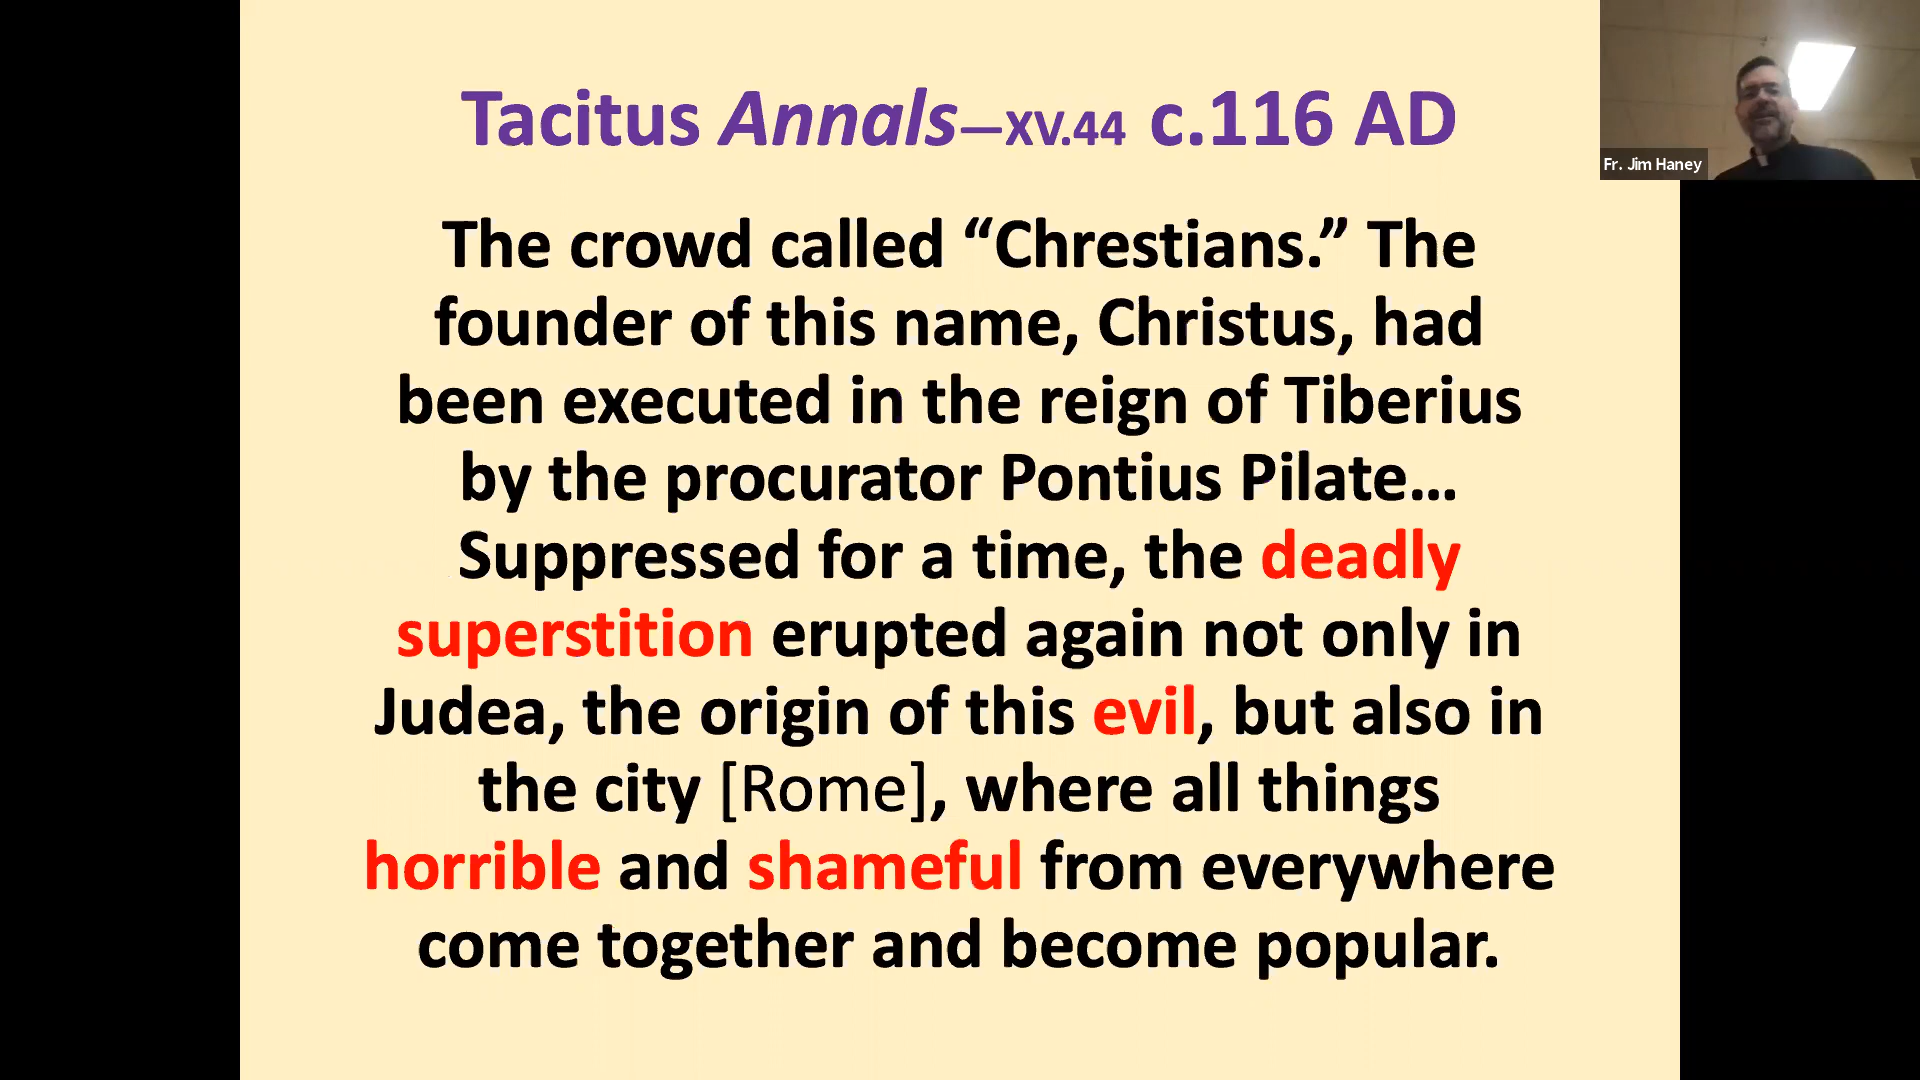 Tacitus Annals—XV.44 c.116 AD
Fr. Jim Haney
The crowd called “Chrestians.” The
founder of this name, Christus, had
been executed in the reign of Tiberius
by the procurator Pontius Pilate...
Suppressed for a time, the deadly
superstition erupted again not only in
Judea, the origin of this evil, but also in
the city [Rome], where all things
horrible and shameful from everywhere
come together and become popular.